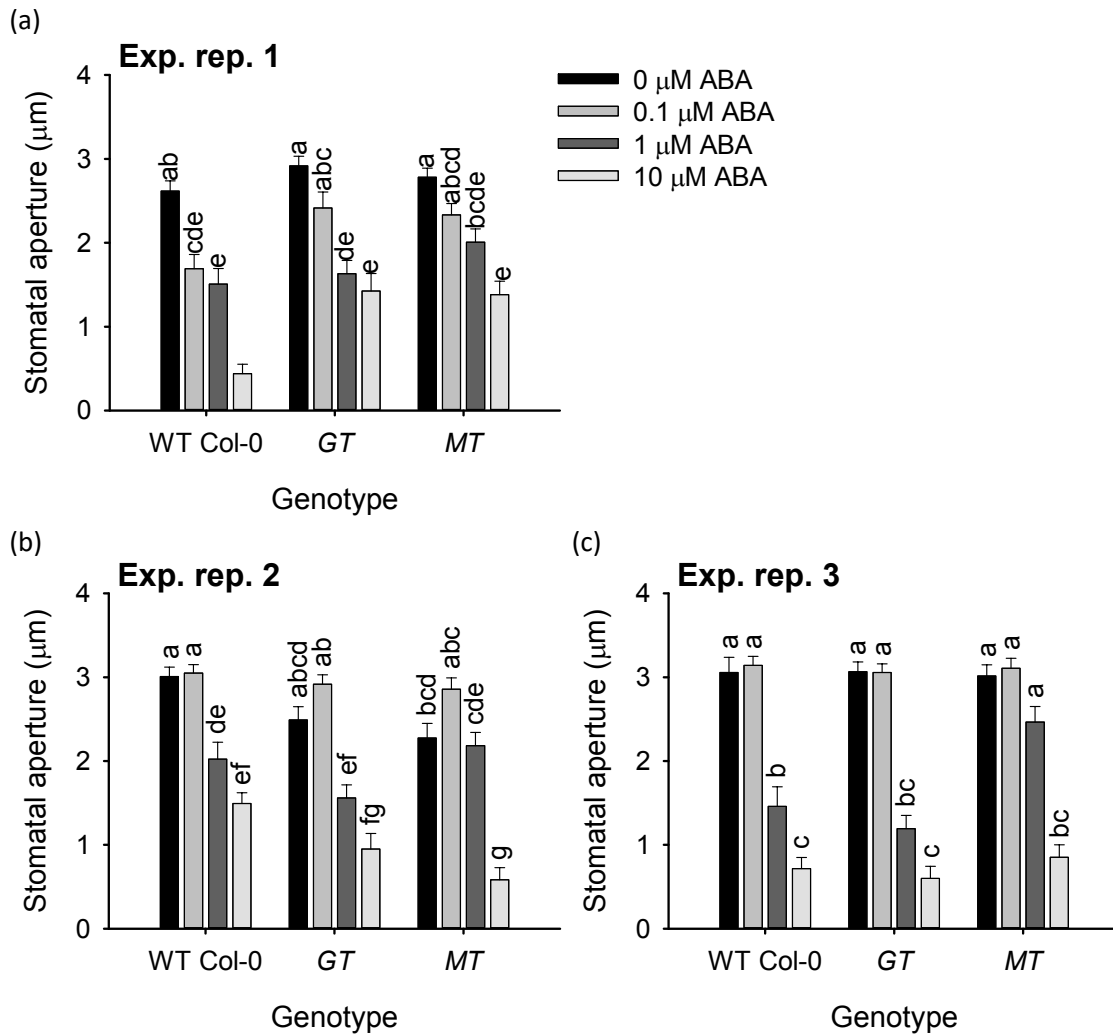 (a)
Exp. rep. 1
Stomatal aperture (μm)
4
3
2
1
0
ab
cde
e
a
abc
de
e
a
abcd
bcde
e
0 μM ABA
0.1 μM ABA
1 μM ABA
10 μM ABA
WT Col-0
GT
MT
Genotype
(b)
Exp. rep. 2
Stomatal aperture (μm)
4
3
2
1
0
a
a
de
ef
abcd
ab
ef
fg
bcd
abc
cde
g
WT Col-0
GT
MT
Genotype
(c)
Exp. rep. 3
Stomatal aperture (μm)
4
3
2
1
0
a
a
b
c
a
a
bc
c
a
a
a
bc
WT Col-0
GT
MT
Genotype